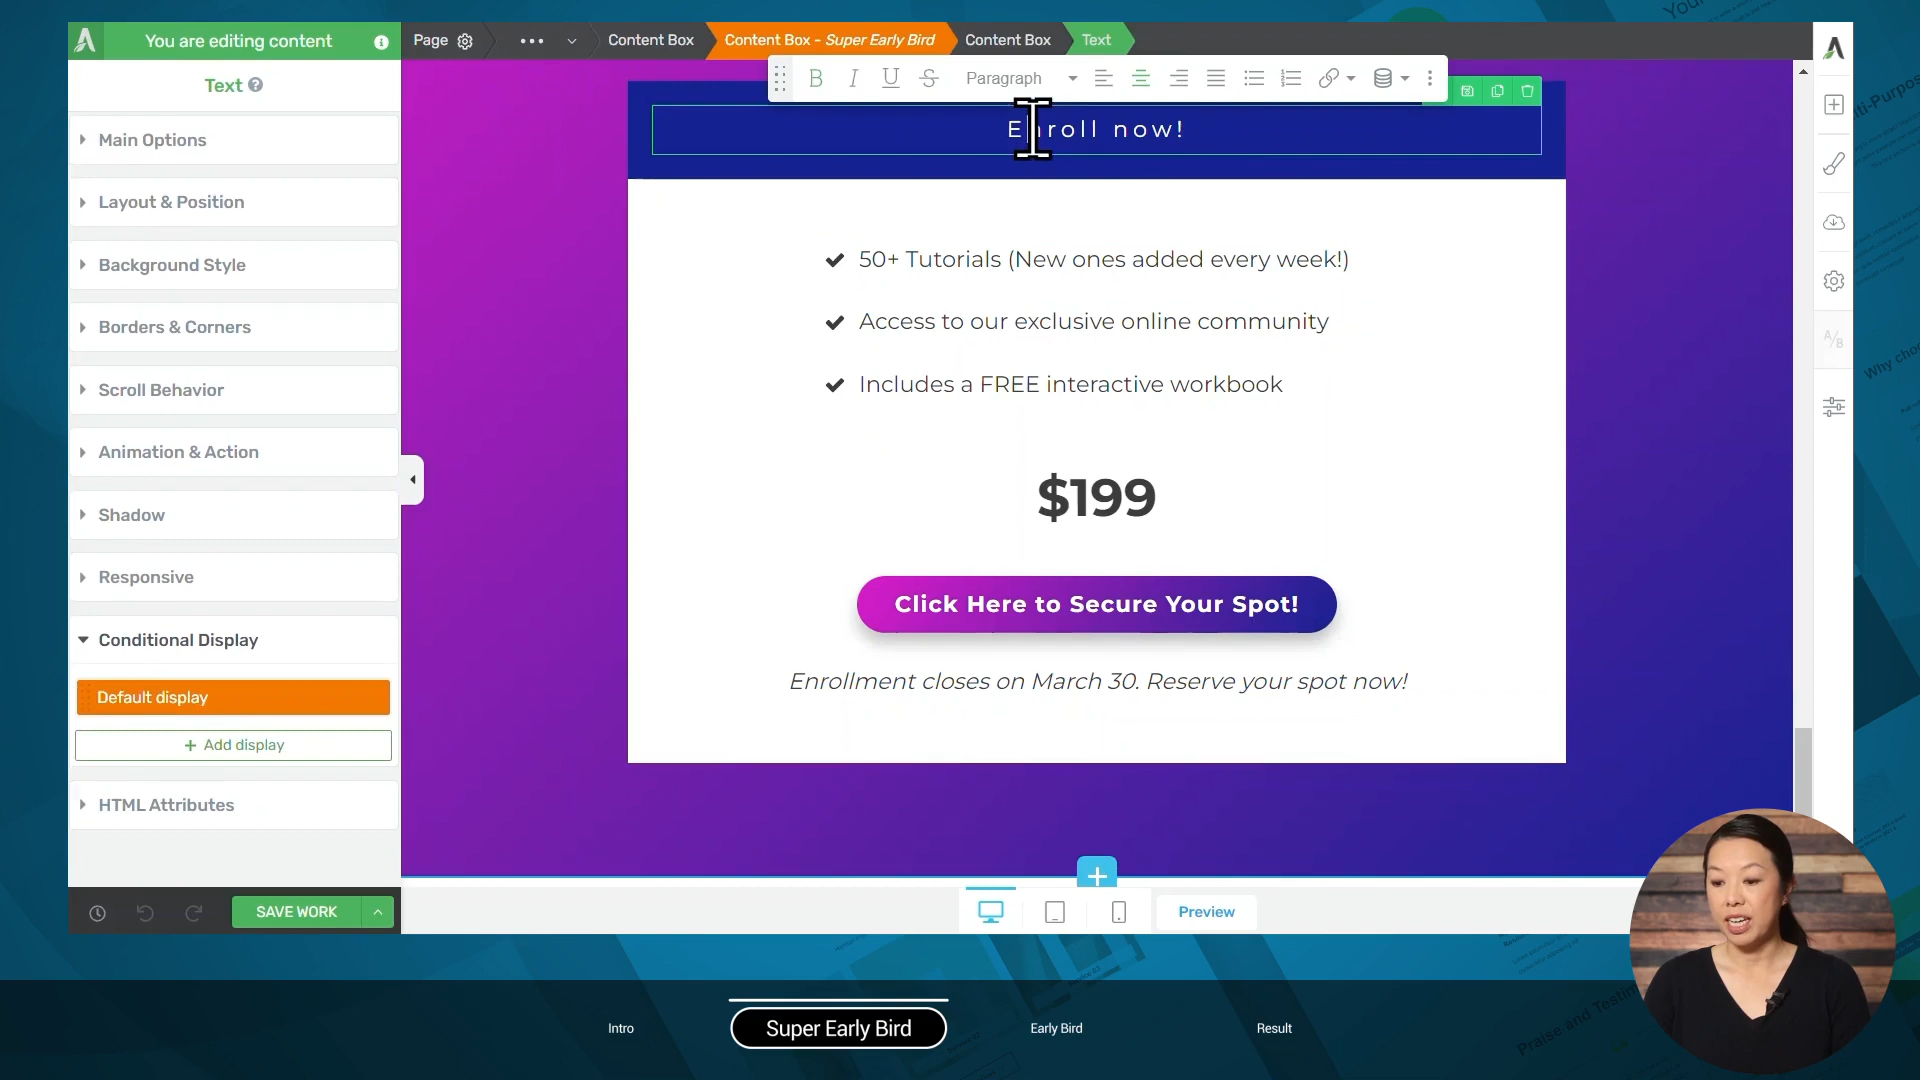 You are editing content
Page
Content Box
Content Box - Super Early Bird
Content Box
Text
Text
Paragraph
Enroll now!
Main Options
Layout & Position
Background Style
Borders & Corners
Scroll Behavior
Animation & Action
Shadow
Responsive
Conditional Display
Default display
+ Add display
HTML Attributes
50+ Tutorials (New ones added every week!)
Access to our exclusive online community
Includes a FREE interactive workbook
$199
Click Here to Secure Your Spot!
Enrollment closes on March 30. Reserve your spot now!
SAVE WORK
Preview
Intro
Super Early Bird
Early Bird
Result